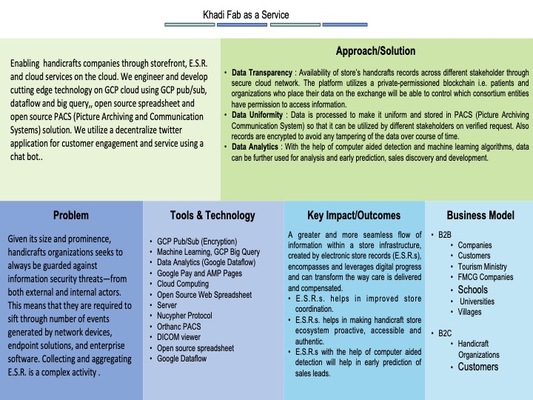 Khadi Fab as a Service
Enabling handicrafts companies through storefront, E.S.R.
and cloud services on the cloud. We engineer and develop
cutting edge technology on GCP cloud using GCP pub/sub,
dataflow and big query,, open source spreadsheet and
open source PACS (Picture Archiving and Communication
Systems) solution. We utilize a decentralize twitter
application for customer engagement and service using a
chat bot..
Approach/Solution
• Data Transparency : Availability of store's handcrafts records across different stakeholder through
secure cloud network. The platform utilizes a private-permissioned blockchain i.e. patients and
organizations who place their data on the exchange will be able to control which consortium entities
have permission to access information.
• Data Uniformity : Data is processed to make it uniform and stored in PACS (Picture Archiving
Communication System) so that it can be utilized by different stakeholders on verified request. Also
records are encrypted to avoid any tampering of the data over course of time.
• Data Analytics : With the help of computer aided detection and machine learning algorithms, data
can be further used for analysis and early prediction, sales discovery and development.
Problem
Given its size and prominence,
handicrafts organizations seeks to
always be guarded against
information security threats—from
both external and internal actors.
This means that they are required to
sift through number of events
generated by network devices,
endpoint solutions, and enterprise
software. Collecting and aggregating
E.S.R. is a complex activity .
Tools & Technology
• GCP Pub/Sub (Encryption)
• Machine Learning, GCP Big Query
• Data Analytics (Google Dataflow)
• Google Pay and AMP Pages
• Cloud Computing
• Open Source Web Spreadsheet
• Server
• Nucypher Protocol
• Orthanc PACS
• DICOM viewer
• Open source spreadsheet
• Google Dataflow
Key Impact/Outcomes
A greater and more seamless flow of
information within a store infrastructure,
created by electronic store records (E.S.R.s),
encompasses and leverages digital progress
and can transform the way care is delivered
and compensated.
• E.S.R.s. helps in improved store
coordination.
• E.S.R.s. helps in making handicraft store
ecosystem proactive, accessible and
authentic.
• E.S.R.s with the help of computer aided
detection will help in early prediction of
sales leads.
Business Model
• B2B
• Companies
• Customers
• Tourism Ministry
• FMCG Companies
• Schools
• Universities
• Villages
• B2C
• Handicraft
Organizations
• Customers